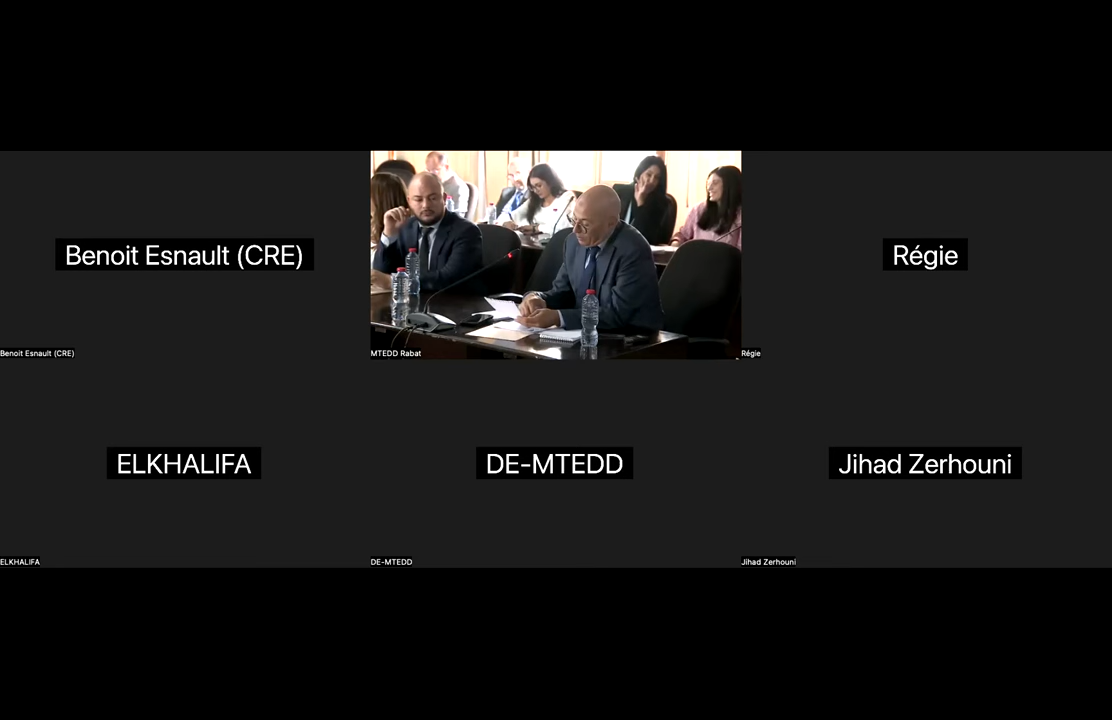 Benoit Esnault (CRE)
Régie
Benoit Esnault (CRE)
MTEDD Rabat
Régie
ELKHALIFA
DE-MTEDD
Jihad Zerhouni
ELKHALIFA
DE-MTEDD
Jihad Zerhouni